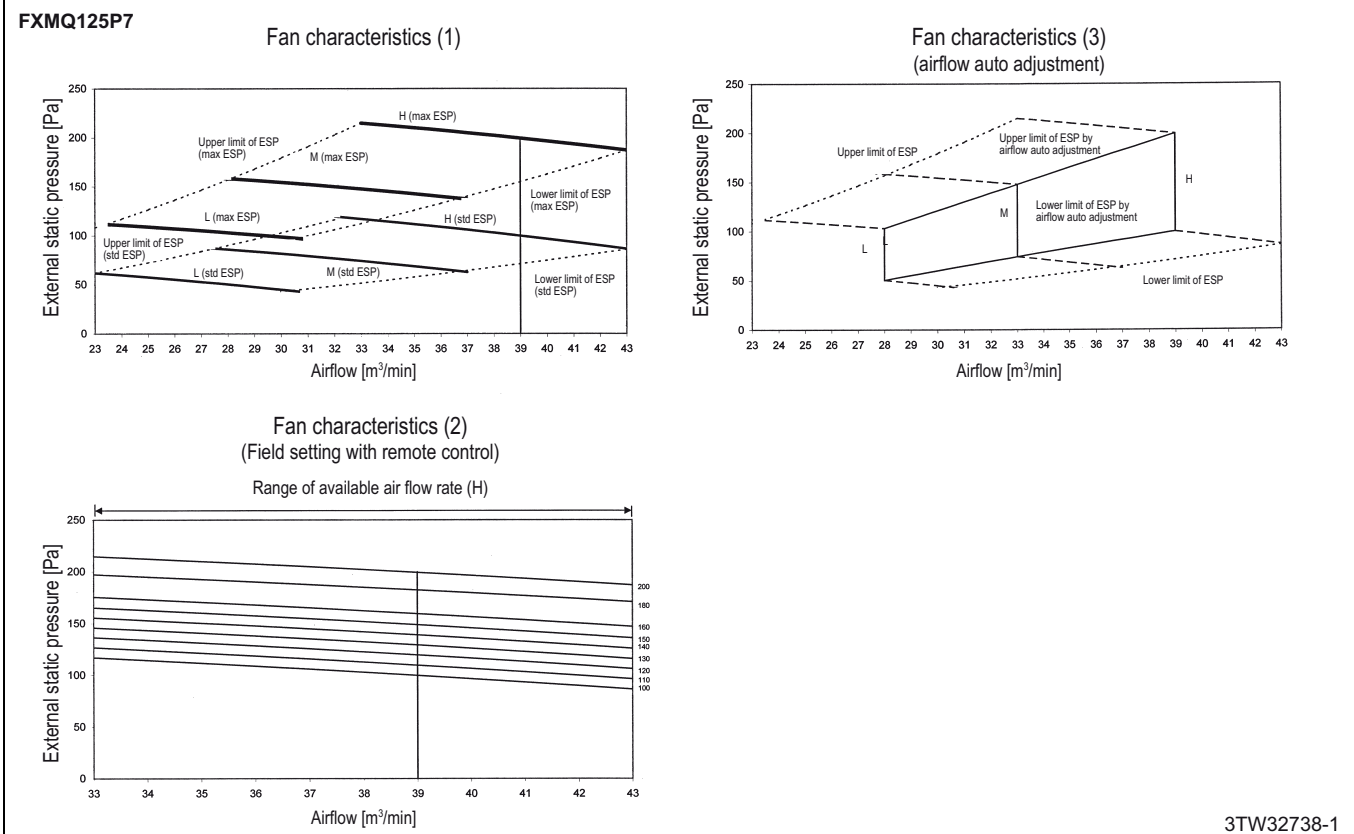 FXMQ125P7
Fan characteristics (1)
External static pressure [Pa]
250
200
150
100
50
0
H (max ESP)
Upper limit of ESP
(max ESP)
M (max ESP)
Lower limit of ESP
(max ESP)
L (max ESP)
H (std ESP)
Upper limit of ESP
(std ESP)
L (std ESP)
M (std ESP)
Lower limit of ESP
(std ESP)
23 24 25 26 27 28 29 30 31 32 33 34 35 36 37 38 39 40 41 42 43
Airflow [m³/min]
Fan characteristics (3)
(airflow auto adjustment)
External static pressure [Pa]
250
200
150
100
50
0
Upper limit of ESP
Upper limit of ESP by
airflow auto adjustment
H
M
Lower limit of ESP by
airflow auto adjustment
L
L
Lower limit of ESP
23 24 25 26 27 28 29 30 31 32 33 34 35 36 37 38 39 40 41 42 43
Airflow [m³/min]
Fan characteristics (2)
(Field setting with remote control)
Range of available air flow rate (H)
External static pressure [Pa]
250
200
150
100
50
0
200
180
160
150
140
130
120
110
100
33 34 35 36 37 38 39 40 41 42 43
Airflow [m³/min]
3TW32738-1